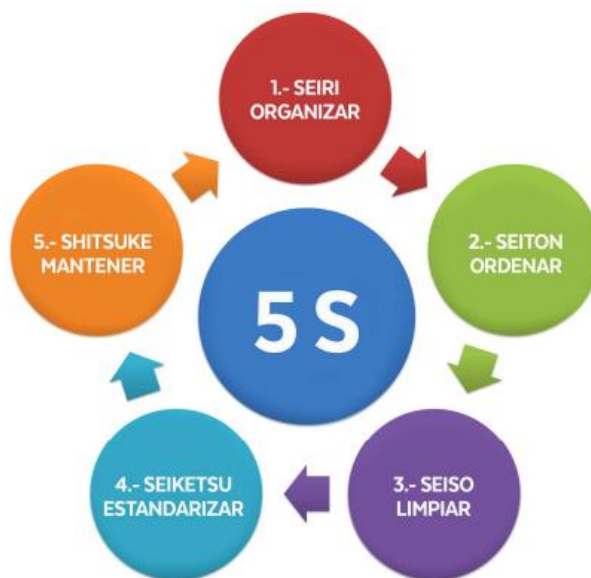 1.- SEIRI
ORGANIZAR
2.- SEITON
ORDENAR
3.- SEISO
LIMPIAR
4.- SEIKETSU
ESTANDARIZAR
5.- SHITSUKE
MANTENER
5 S